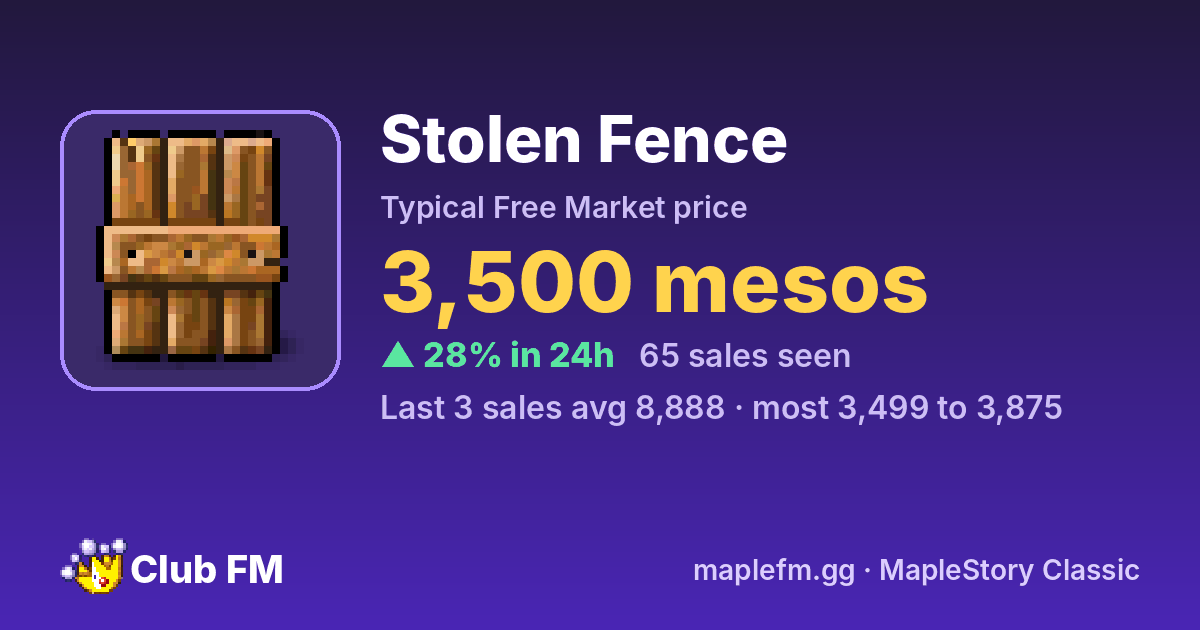 Stolen Fence
Typical Free Market price
3,500 mesos
▲ 28% in 24h 65 sales seen
Last 3 sales avg 8,888 · most 3,499 to 3,875
Club FM
maplefm.gg · MapleStory Classic